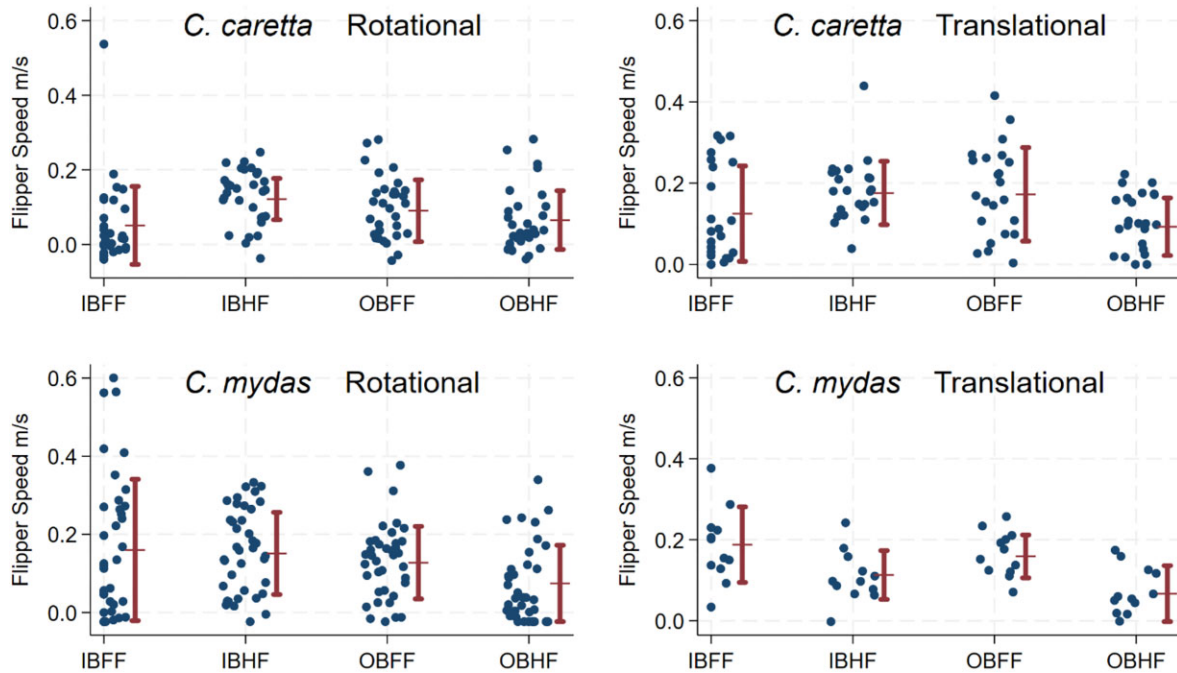 C. caretta Rotational
Flipper Speed m/s
0.6
0.4
0.2
0.0
IBFF IBHF OBFF OBHF
C. caretta Translational
Flipper Speed m/s
0.6
0.4
0.2
0.0
IBFF IBHF OBFF OBHF
C. mydas Rotational
Flipper Speed m/s
0.6
0.4
0.2
0.0
IBFF IBHF OBFF OBHF
C. mydas Translational
Flipper Speed m/s
0.6
0.4
0.2
0.0
IBFF IBHF OBFF OBHF